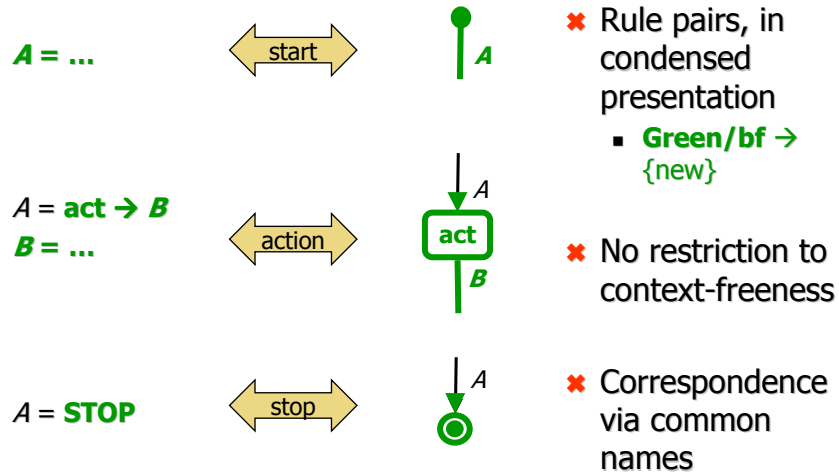 A = ...
start
A
A = act → B
B = ...
action
A
act
B
A = STOP
stop
A
✖ Rule pairs, in
condensed
presentation
▪ Green/bf →
{new}
✖ No restriction to
context-freeness
✖ Correspondence
via common
names